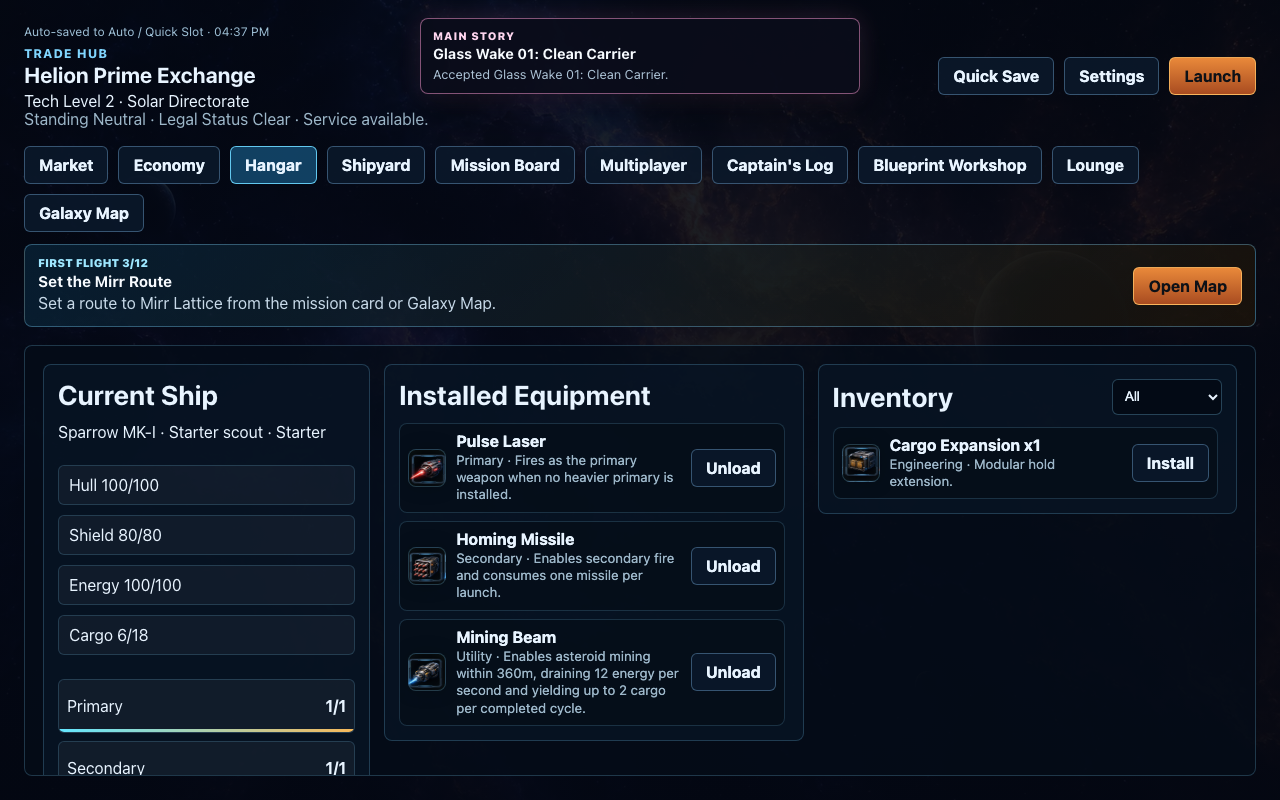 Auto-saved to Auto / Quick Slot · 04:37 PM
TRADE HUB
Helion Prime Exchange
Tech Level 2 · Solar Directorate
Standing Neutral · Legal Status Clear · Service available.
MAIN STORY
Glass Wake 01: Clean Carrier
Accepted Glass Wake 01: Clean Carrier.
Quick Save
Settings
Launch
Market
Economy
Hangar
Shipyard
Mission Board
Multiplayer
Captain's Log
Blueprint Workshop
Lounge
Galaxy Map
FIRST FLIGHT 3/12
Set the Mirr Route
Set a route to Mirr Lattice from the mission card or Galaxy Map.
Open Map
Current Ship
Sparrow MK-I · Starter scout · Starter
Hull 100/100
Shield 80/80
Energy 100/100
Cargo 6/18
Primary 1/1
Secondary 1/1
Installed Equipment
Pulse Laser
Primary · Fires as the primary
weapon when no heavier primary is
installed.
Unload
Homing Missile
Secondary · Enables secondary fire
and consumes one missile per
launch.
Unload
Mining Beam
Utility · Enables asteroid mining
within 360m, draining 12 energy per
second and yielding up to 2 cargo
per completed cycle.
Unload
Inventory
All
Cargo Expansion x1
Engineering · Modular hold
extension.
Install